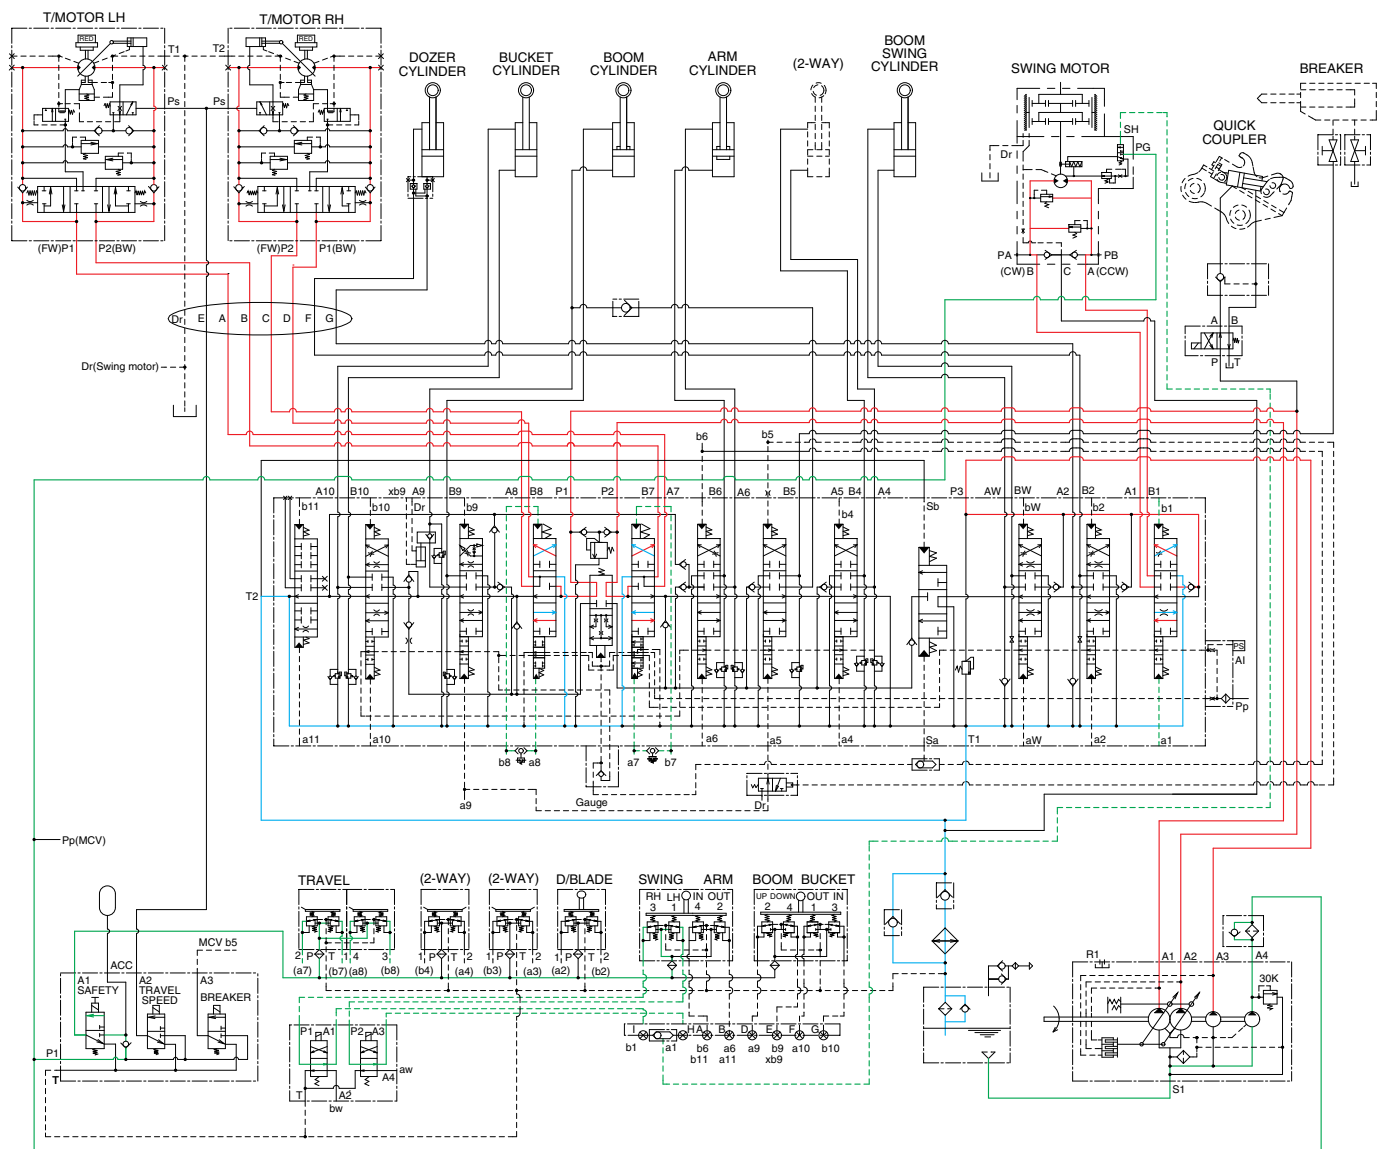 T/MOTOR LH
T/MOTOR RH
RED
RED
T1
T2
Ps
Ps
(FW)P1
P2(BW)
(FW)P2
P1(BW)
DOZER
CYLINDER
BUCKET
CYLINDER
BOOM
CYLINDER
ARM
CYLINDER
(2-WAY)
BOOM
SWING
CYLINDER
SWING MOTOR
BREAKER
QUICK
COUPLER
SH
PG
Dr
PA
(CW) B
C
A (CCW)
PB
A B
P T
Dr E A B C D F G
Dr(Swing motor)
b6
b5
A10 B10 xb9 A9 B9 A8 B8 P1 P2 B7 A7 B6 A6 x B5 A5 B4 A4 P3 AW BW A2 B2 A1 B1
b11 b10 Dr b9 b4 Sb bW b2 b1
T2
PS
AI
Pp
a11 a10 a6 a5 a4 Sa T1 aW a2 a1
b8 a8 a7 b7
Gauge
Dr
a9
Pp(MCV)
TRAVEL
(2-WAY)
(2-WAY)
D/BLADE
SWING ARM
BOOM BUCKET
RH LH IN OUT
3 1 4 2
UP DOWN OUT IN
2 4 1 3
2 P T 1 4 3
(a7) (b7) (a8) (b8)
1 P T 2
(b4) (a4)
1 P T 2
(b3) (a3)
1 P T 2
(a2) (b2)
MCV b5
ACC
A1
SAFETY
A2
TRAVEL
SPEED
A3
BREAKER
P1
T
P1 A1 P2 A3
aw
A4
T A2
bw
I H A B D E F G
b1 a1 b6 a6 a9 b9 a10 b10
b11 a11 xb9
R1
A1 A2 A3 A4
30K
S1